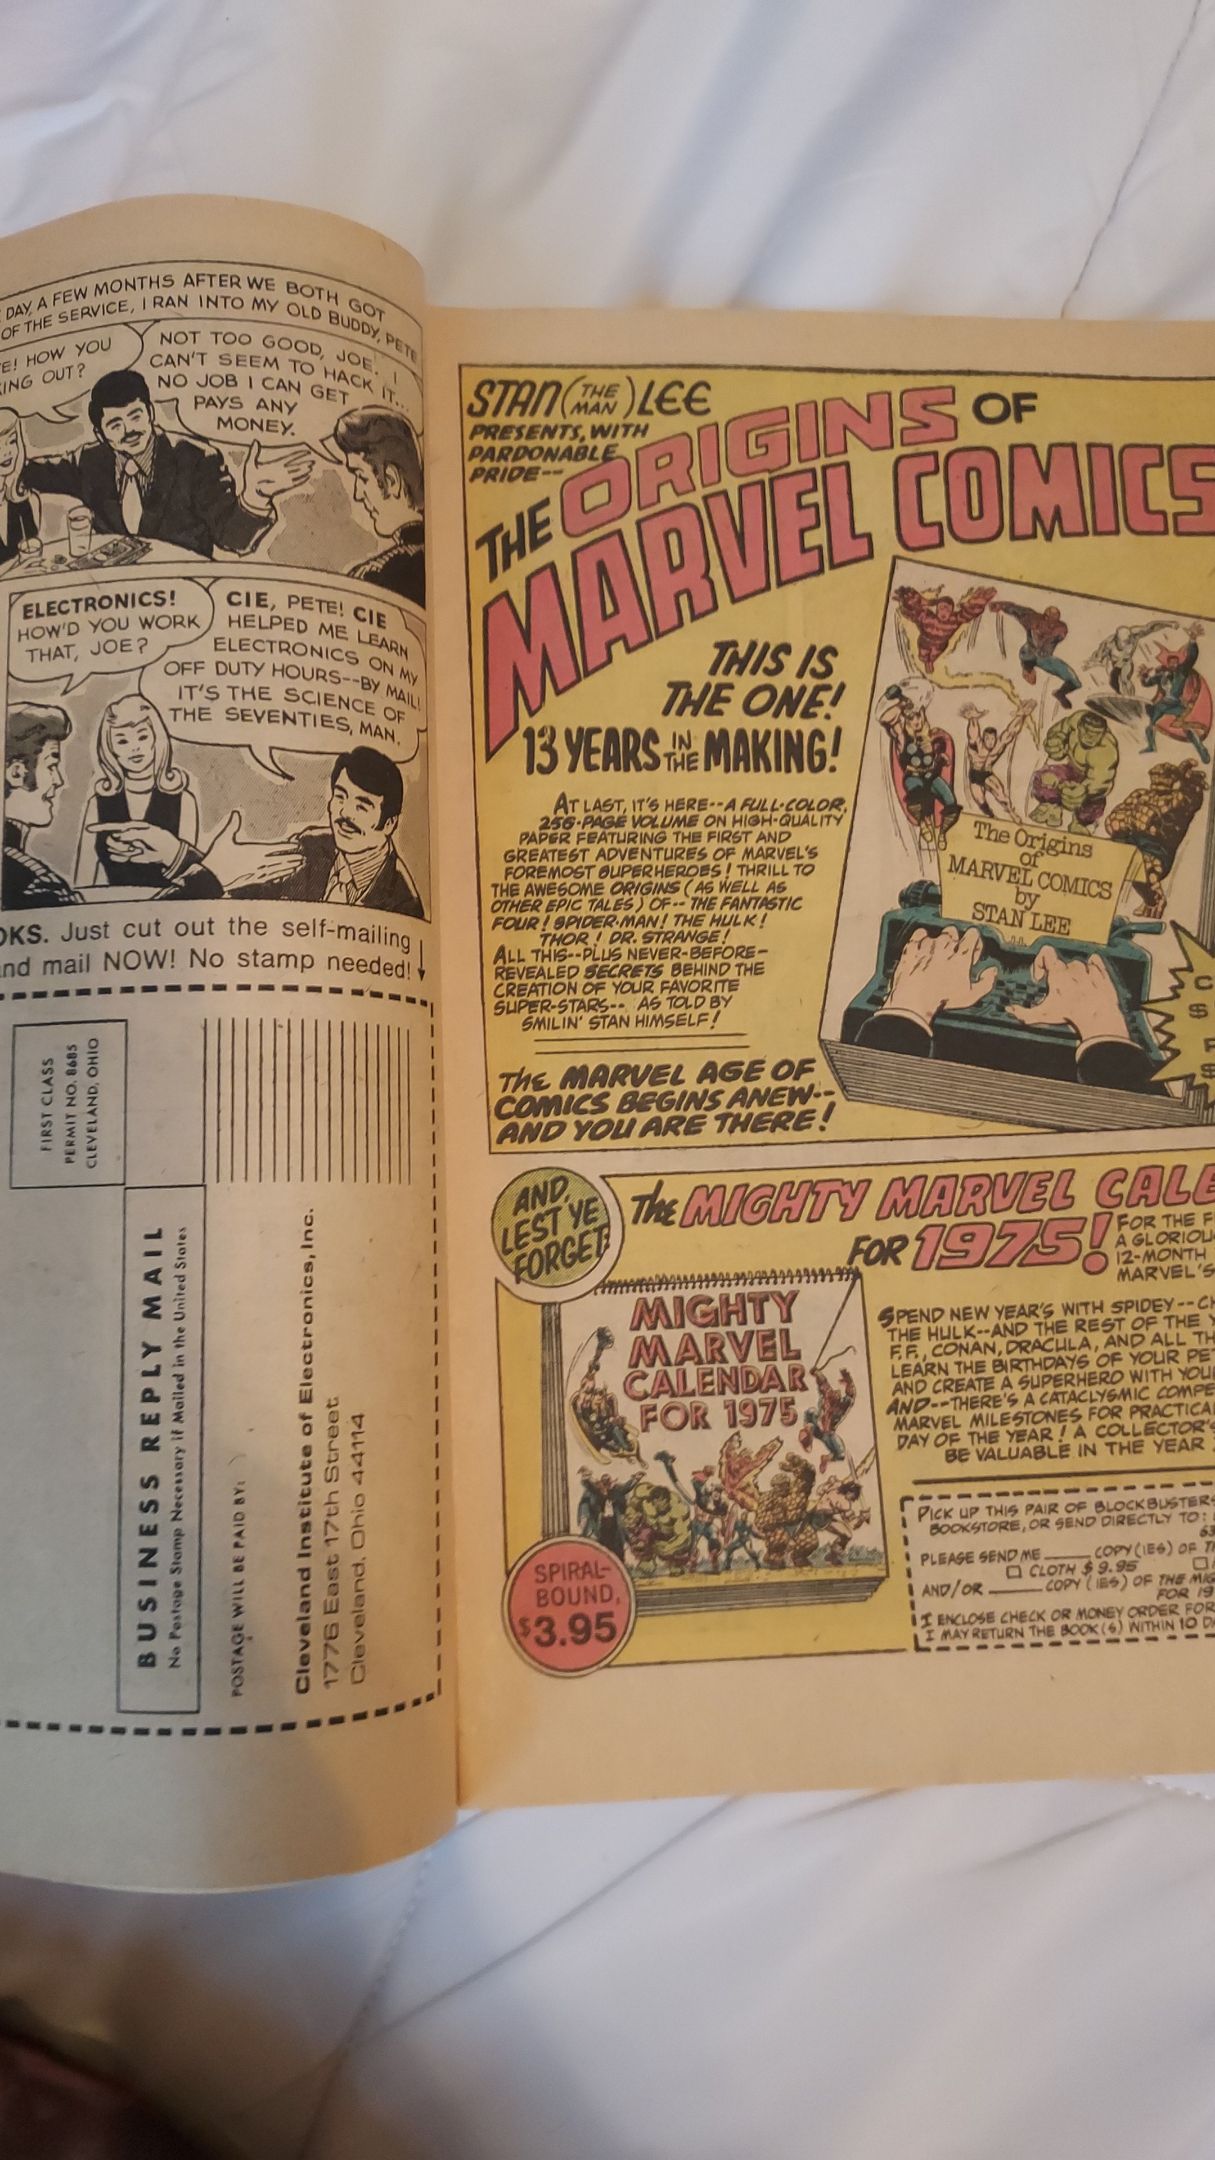 DAY, A FEW MONTHS AFTER WE BOTH GOT
OF THE SERVICE, I RAN INTO MY OLD BUDDY, PETE
HOW YOU
OUT?
NOT TOO GOOD, JOE. I
CAN'T SEEM TO HACK IT...
NO JOB I CAN GET
PAYS ANY
MONEY.
ELECTRONICS!
HOW'D YOU WORK
THAT, JOE?
CIE, PETE! CIE
HELPED ME LEARN
ELECTRONICS ON MY
OFF DUTY HOURS--BY MAIL!
IT'S THE SCIENCE OF
THE SEVENTIES, MAN.
Just cut out the self-mailing
mail NOW! No stamp needed!
FIRST CLASS
PERMIT NO. 8685
CLEVELAND, OHIO
BUSINESS REPLY MAIL
No Postage Stamp Necessary if Mailed in the United States
POSTAGE WILL BE PAID BY:
Cleveland Institute of Electronics, Inc.
1776 East 17th Street
Cleveland, Ohio 44114
STAN (THE MAN) LEE
PRESENTS, WITH
PARDONABLE
PRIDE--
THE ORIGINS OF
MARVEL COMICS
THIS IS
THE ONE!
13 YEARS IN THE MAKING!
AT LAST, IT'S HERE--A FULL-COLOR,
256-PAGE VOLUME ON HIGH-QUALITY
PAPER FEATURING THE FIRST AND
GREATEST ADVENTURES OF MARVEL'S
FOREMOST SUPERHEROES! THRILL TO
THE AWESOME ORIGINS (AS WELL AS
OTHER EPIC TALES) OF-- THE FANTASTIC
FOUR! SPIDER-MAN! THE HULK!
THOR! DR. STRANGE!
ALL THIS--PLUS NEVER-BEFORE-
REVEALED SECRETS BEHIND THE
CREATION OF YOUR FAVORITE
SUPER-STARS-- AS TOLD BY
SMILIN' STAN HIMSELF!
THE MARVEL AGE OF
COMICS BEGINS ANEW--
AND YOU ARE THERE!
The Origins
of
MARVEL COMICS
by
STAN LEE
AND,
LEST YE
FORGET:
THE MIGHTY MARVEL
FOR 1975!
FOR THE
A
12-MONTH
MARVEL'S
MIGHTY
MARVEL
CALENDAR
FOR 1975
SPIRAL-
BOUND,
$3.95
SPEND NEW YEAR'S WITH SPIDEY--
THE HULK--AND THE REST OF THE
F.F., CONAN, DRACULA, AND ALL
LEARN THE BIRTHDAYS OF YOUR
AND CREATE A SUPERHERO WITH
AND--THERE'S A CATACLYSMIC
MARVEL MILESTONES FOR
DAY OF THE YEAR! A COLLECTOR'S
BE VALUABLE IN THE YEAR
PICK UP THIS PAIR OF BLOCKBUSTERS
BOOKSTORE, OR SEND DIRECTLY TO:
PLEASE SEND ME ____ COPY(IES) OF
CLOTH $9.95
AND/OR ____ COPY(IES) OF THE
FOR
I ENCLOSE CHECK OR MONEY ORDER FOR
I MAY RETURN THE BOOK(S) WITHIN 10